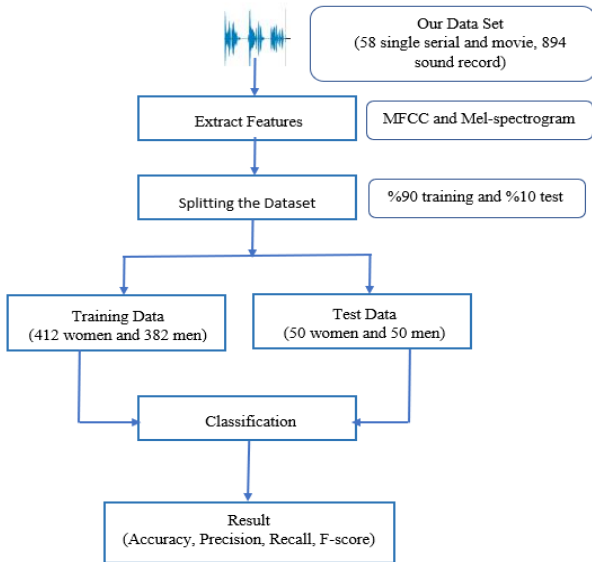 Our Data Set
(58 single serial and movie, 894
sound record)
Extract Features
MFCC and Mel-spectrogram
Splitting the Dataset
%90 training and %10 test
Training Data
(412 women and 382 men)
Test Data
(50 women and 50 men)
Classification
Result
(Accuracy, Precision, Recall, F-score)